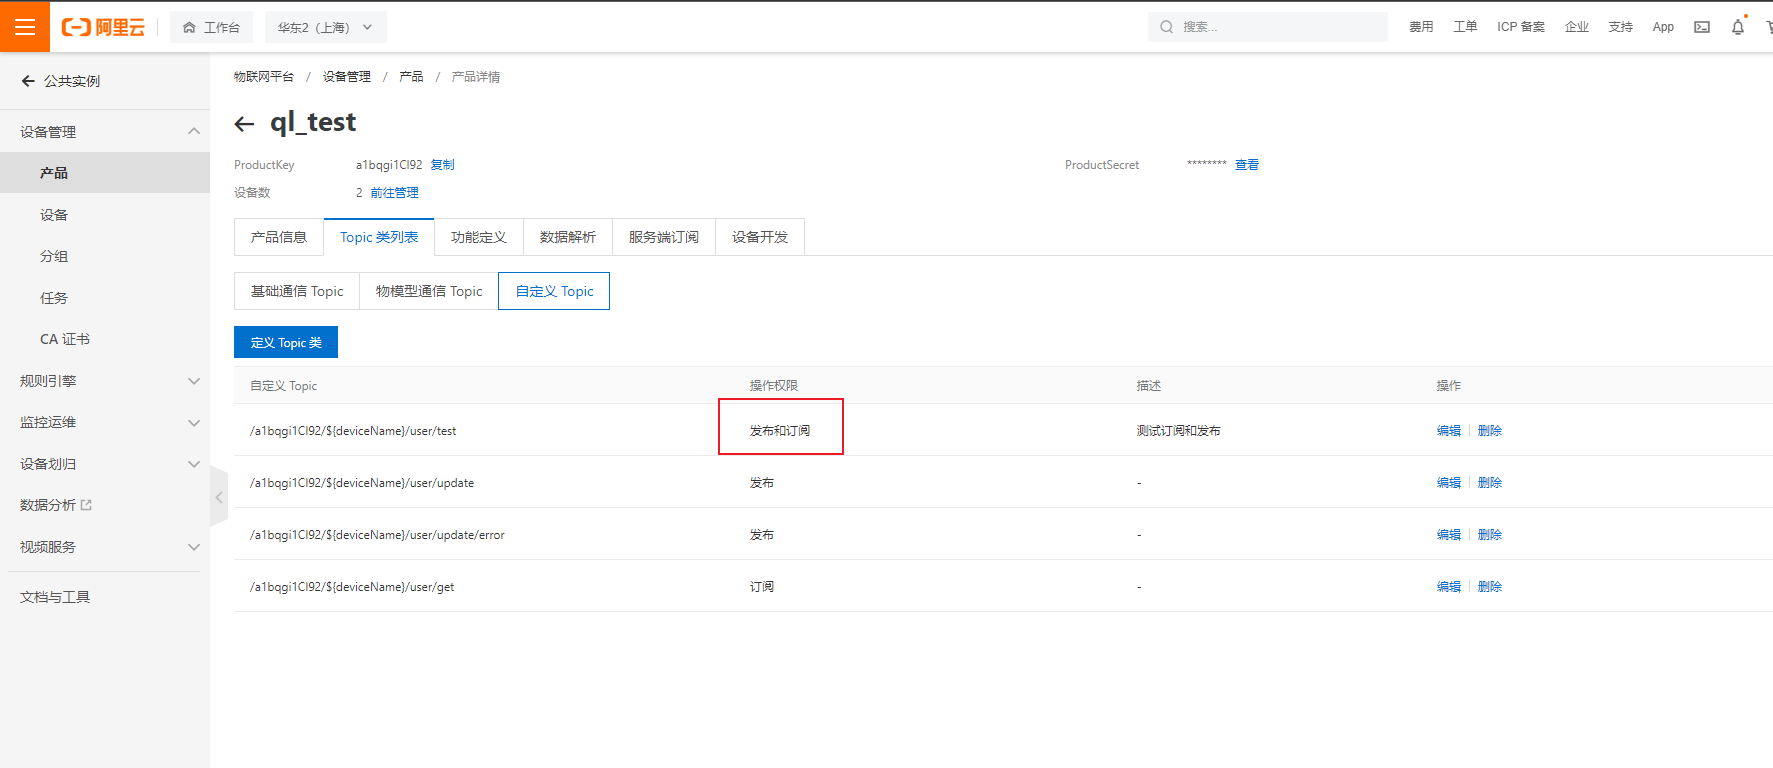 阿里云 工作台 华东2（上海） 搜索... 费用 工单 ICP 备案 企业 支持 App
公共实例
设备管理
产品
设备
分组
任务
CA 证书
规则引擎
监控运维
设备划归
数据分析
视频服务
文档与工具
物联网平台 / 设备管理 / 产品 / 产品详情
ql_test
ProductKey a1bqgi1Cl92 复制 ProductSecret ******** 查看
设备数 2 前往管理
产品信息 Topic 类列表 功能定义 数据解析 服务端订阅 设备开发
基础通信 Topic 物模型通信 Topic 自定义 Topic
定义 Topic 类
自定义 Topic 操作权限 描述 操作
/a1bqgi1Cl92/${deviceName}/user/test 发布和订阅 测试订阅和发布 编辑 删除
/a1bqgi1Cl92/${deviceName}/user/update 发布 - 编辑 删除
/a1bqgi1Cl92/${deviceName}/user/update/error 发布 - 编辑 删除
/a1bqgi1Cl92/${deviceName}/user/get 订阅 - 编辑 删除